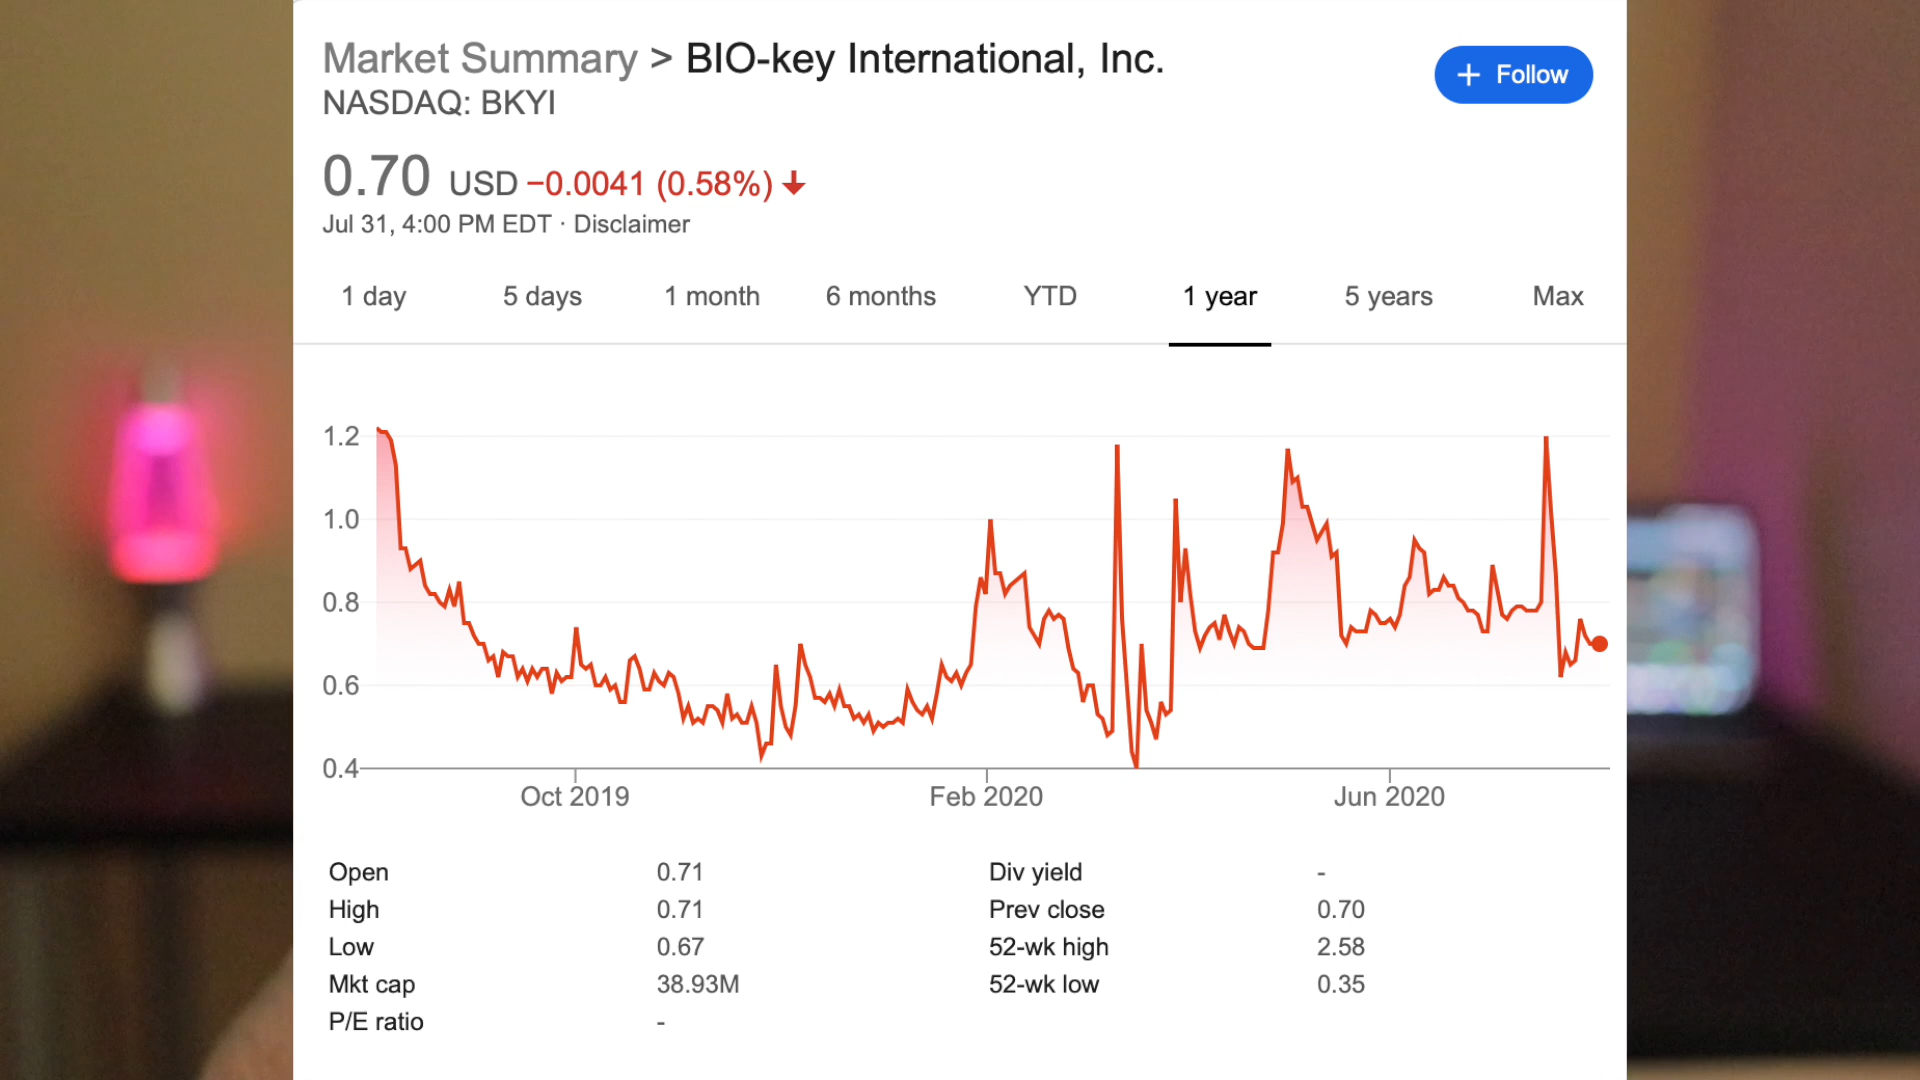 Market Summary > BIO-key International, Inc.
+ Follow
NASDAQ: BKYI
0.70 USD −0.0041 (0.58%) ↓
Jul 31, 4:00 PM EDT · Disclaimer
1 day 5 days 1 month 6 months YTD 1 year 5 years Max
1.2
1.0
0.8
0.6
0.4
Oct 2019 Feb 2020 Jun 2020
Open 0.71 Div yield -
High 0.71 Prev close 0.70
Low 0.67 52-wk high 2.58
Mkt cap 38.93M 52-wk low 0.35
P/E ratio -